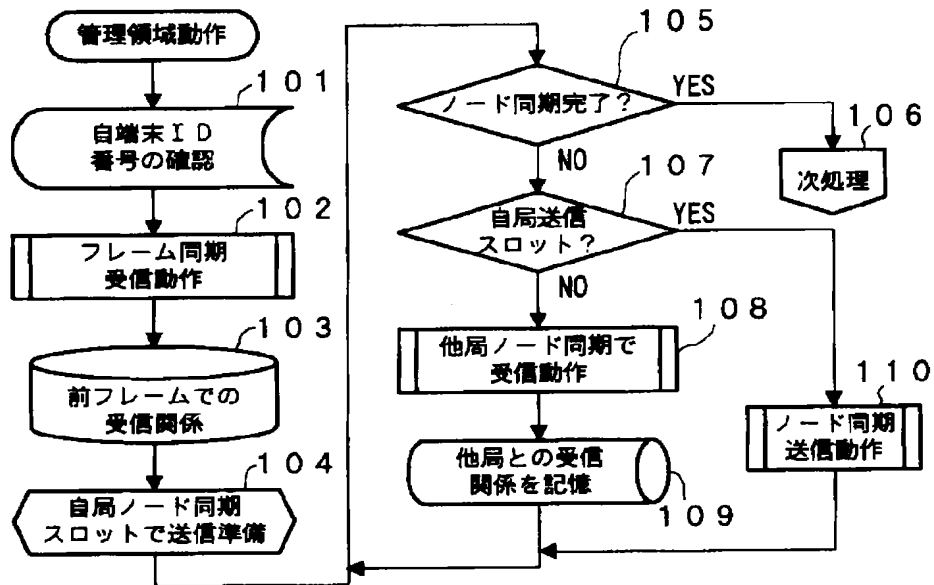 管理領域動作
101
自端末ID
番号の確認
102
フレーム同期
受信動作
103
前フレームでの
受信関係
104
自局ノード同期
スロットで送信準備
105
ノード同期完了？
YES
106
次処理
NO
107
自局送信
スロット？
YES
NO
108
他局ノード同期で
受信動作
110
ノード同期
送信動作
他局との受信
関係を記憶
109